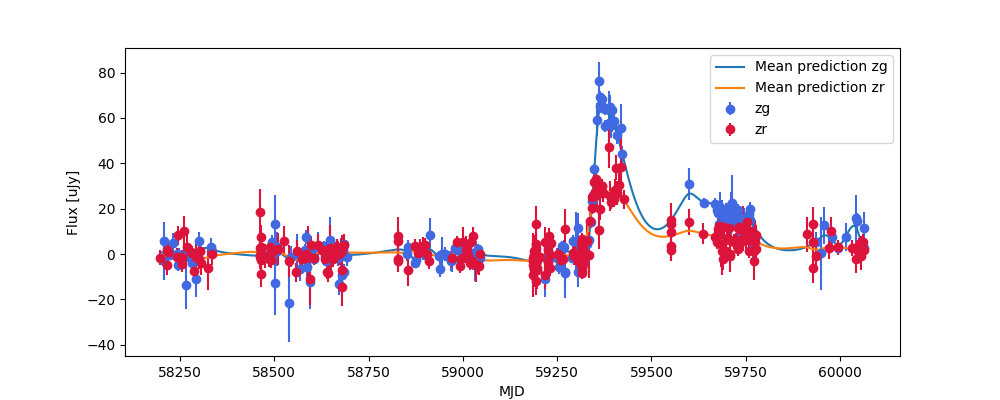 80
60
40
20
0
−20
−40
Flux [uJy]
58250
58500
58750
59000
59250
59500
59750
60000
MJD
Mean prediction zg
Mean prediction zr
zg
zr